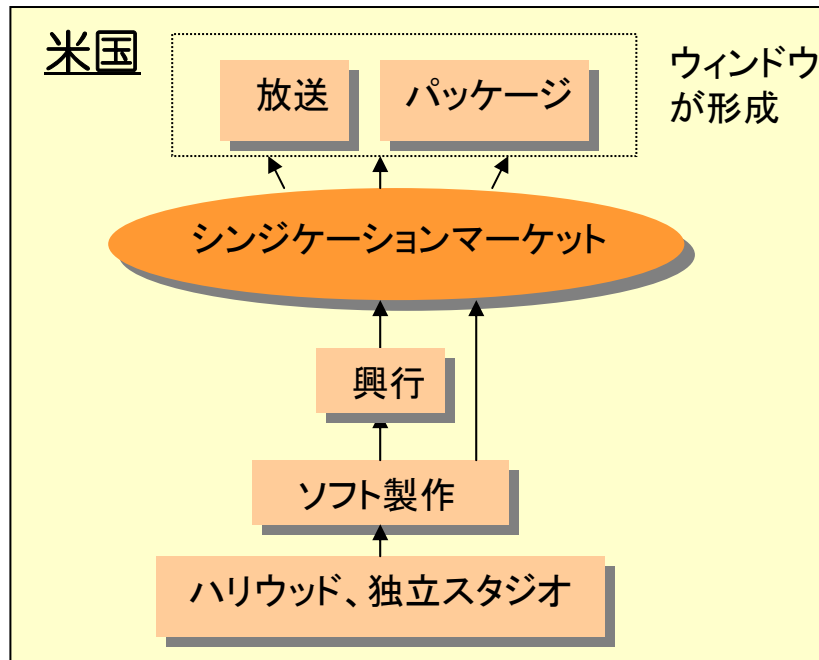 米国
放送
パッケージ
ウィンドウ
が形成
シンジケーションマーケット
興行
ソフト製作
ハリウッド、独立スタジオ